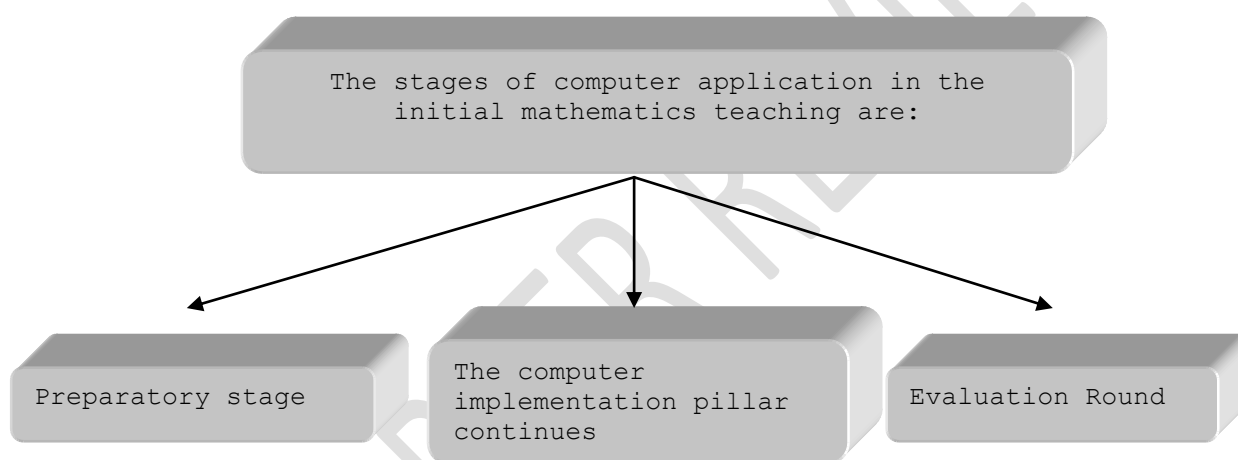 The stages of computer application in the
initial mathematics teaching are:
Preparatory stage
The computer
implementation pillar
continues
Evaluation Round